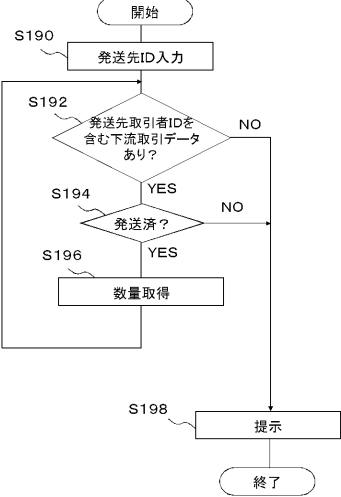 開始
S190
発送先ID入力
S192
発送先取引者IDを
含む下流取引データ
あり？
NO
YES
S194
発送済？
NO
YES
S196
数量取得
S198
提示
終了